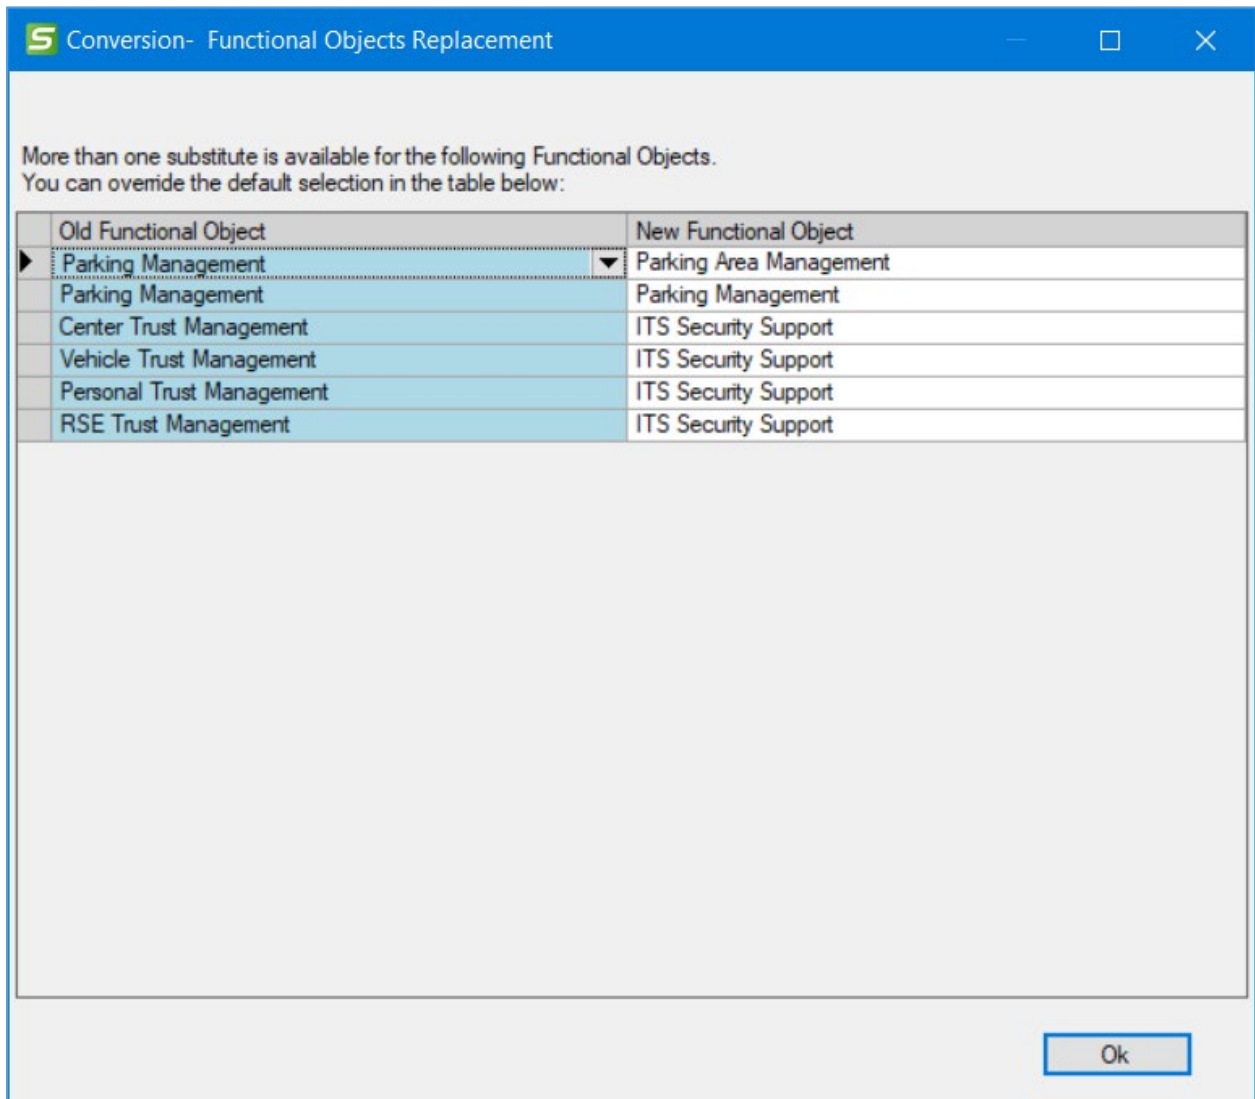 Conversion-  Functional Objects Replacement
More than one substitute is available for the following Functional Objects.
You can override the default selection in the table below:
Old Functional Object New Functional Object
Parking Management Parking Area Management
Parking Management Parking Management
Center Trust Management ITS Security Support
Vehicle Trust Management ITS Security Support
Personal Trust Management ITS Security Support
RSE Trust Management ITS Security Support
Ok